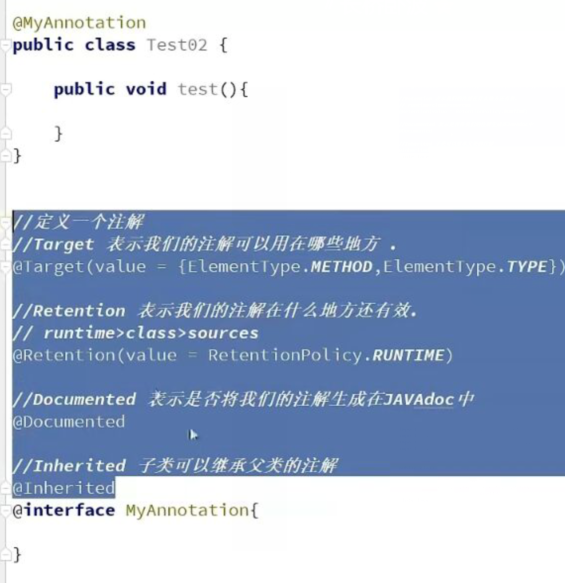 @MyAnnotation
public class Test02 {
public void test(){
}
}
//定义一个注解
//Target 表示我们的注解可以用在哪些地方 .
@Target(value = {ElementType.METHOD,ElementType.TYPE})
//Retention 表示我们的注解在什么地方还有效.
// runtime>class>sources
@Retention(value = RetentionPolicy.RUNTIME)
//Documented 表示是否将我们的注解生成在JAVAdoc中
@Documented
//Inherited 子类可以继承父类的注解
@Inherited
@interface MyAnnotation{
}